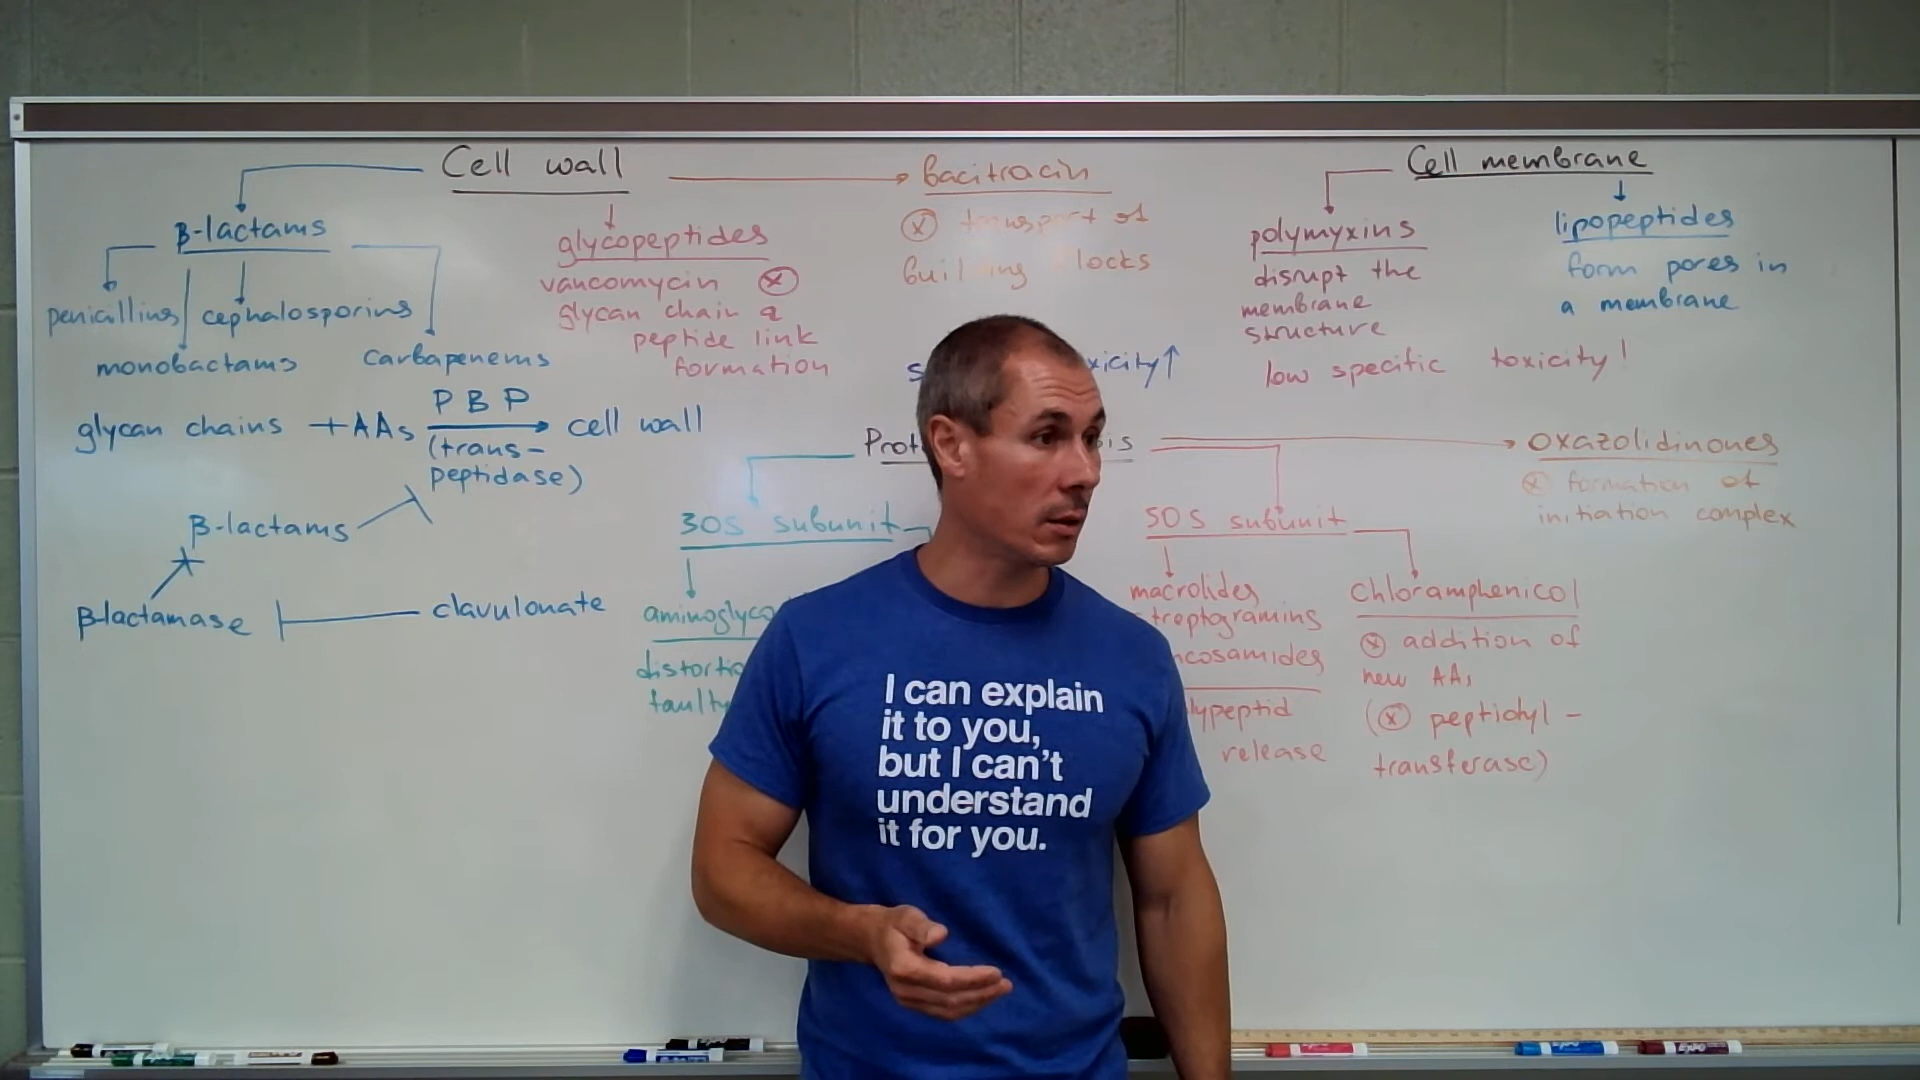 Cell wall
β-lactams
penicillins
cephalosporins
monobactams
carbapenems
glycopeptides
vancomycin ⓧ
glycan chain &
peptide link
formation
Bacitracin
ⓧ transport of
building blocks
Cell membrane
polymyxins
disrupt the
membrane
structure
low specific toxicity!
lipopeptides
form pores in
a membrane
glycan chains + AAs
PBP
(trans-
peptidase)
cell wall
β-lactams
β-lactamase
clavulonate
30S subunit
50S subunit
macrolides
chloramphenicol
ⓧ addition of
new AAs
(ⓧ peptidyl-
transferase)
release
oxazolidinones
ⓧ formation of
initiation complex
I can explain
it to you,
but I can't
understand
it for you.
EXPO